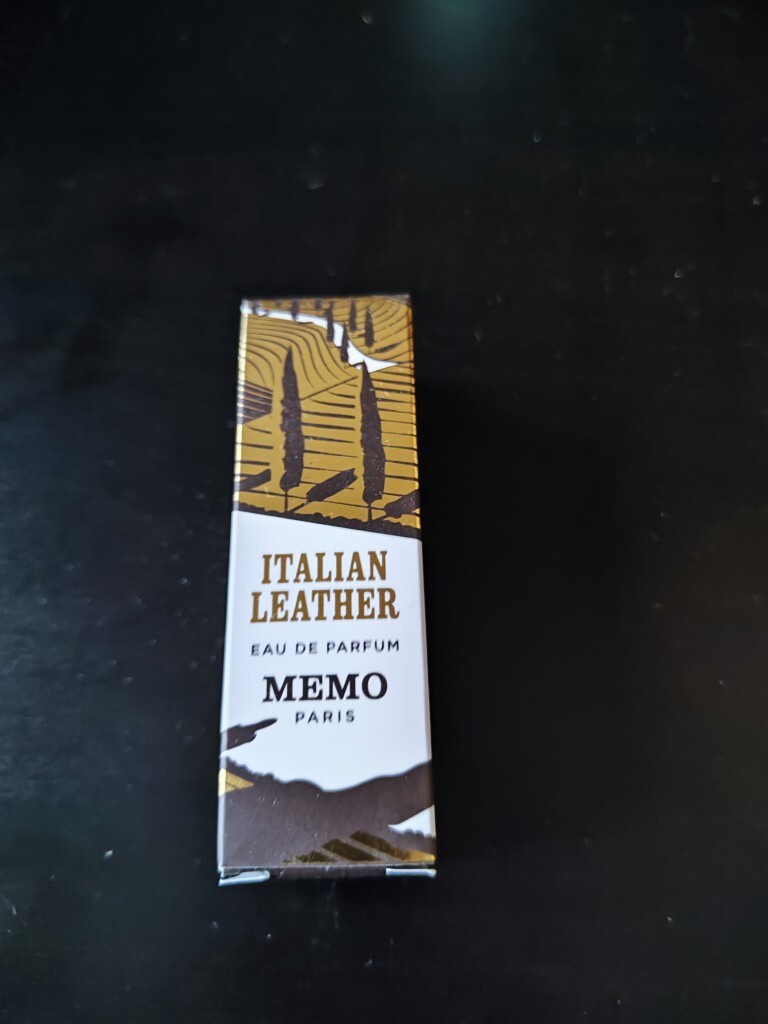 ITALIAN
LEATHER
EAU DE PARFUM
MEMO
PARIS